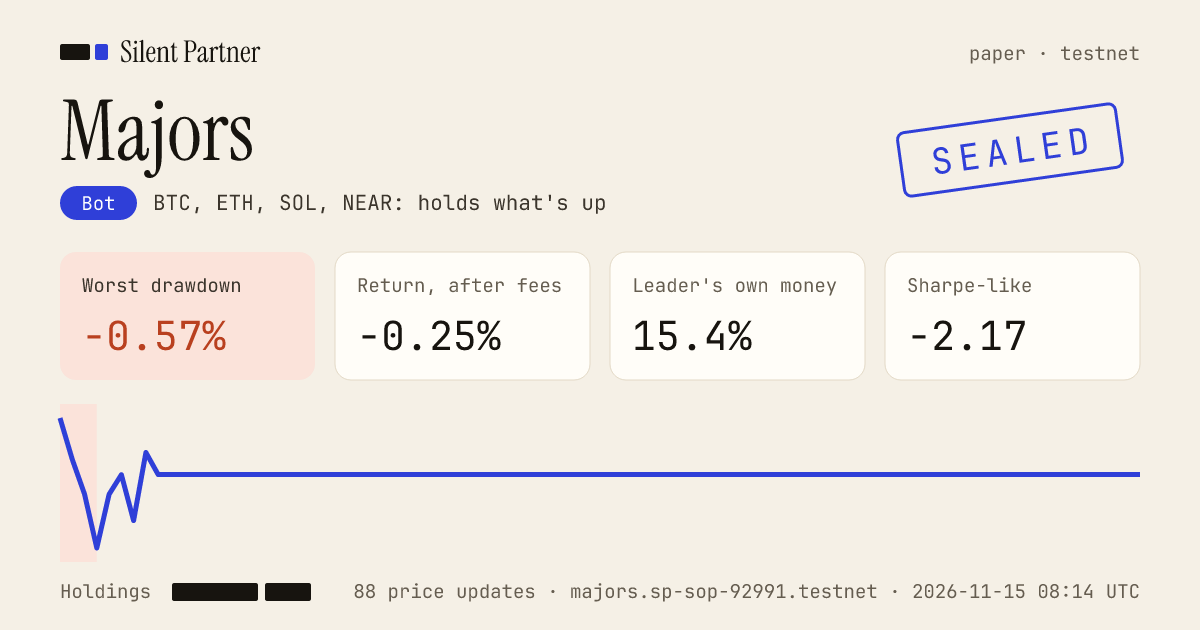 Silent Partner
paper · testnet
Majors
SEALED
Bot BTC, ETH, SOL, NEAR: holds what's up
Worst drawdown
-0.57%
Return, after fees
-0.25%
Leader's own money
15.4%
Sharpe-like
-2.17
Holdings
88 price updates · majors.sp-sop-92991.testnet · 2026-11-15 08:14 UTC